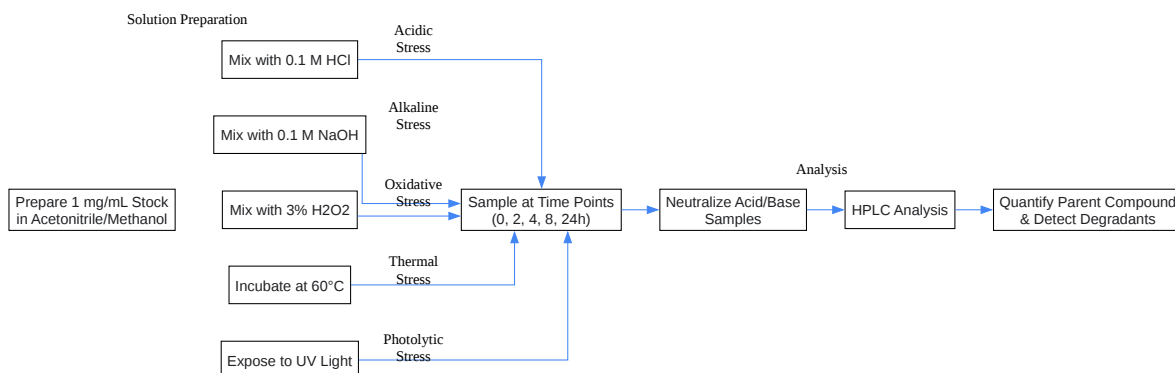 Solution Preparation
Acidic
Stress
Mix with 0.1 M HCl
Alkaline
Stress
Mix with 0.1 M NaOH
Prepare 1 mg/mL Stock
in Acetonitrile/Methanol
Mix with 3% H2O2
Oxidative
Stress
Sample at Time Points
(0, 2, 4, 8, 24h)
Neutralize Acid/Base
Samples
Analysis
HPLC Analysis
Quantify Parent Compound
& Detect Degradants
Incubate at 60°C
Thermal
Stress
Expose to UV Light
Photolytic
Stress